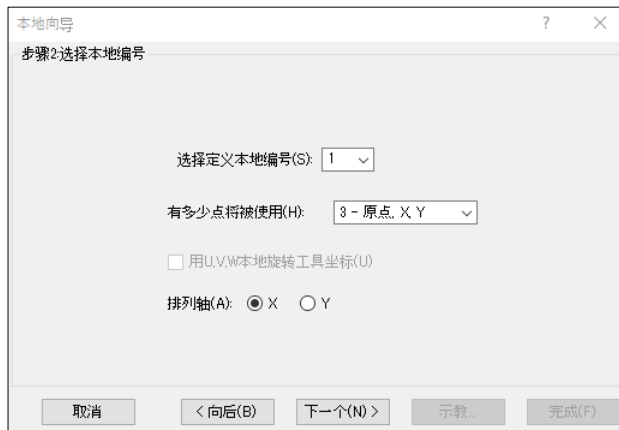 本地向导 ?
步骤2:选择本地编号
选择定义本地编号(S): 1
有多少点将被使用(H): 3 - 原点, X, Y
用U,V,W本地旋转工具坐标(U)
排列轴(A): X Y
取消 < 向后(B) 下一个(N) > 示教... 完成(F)